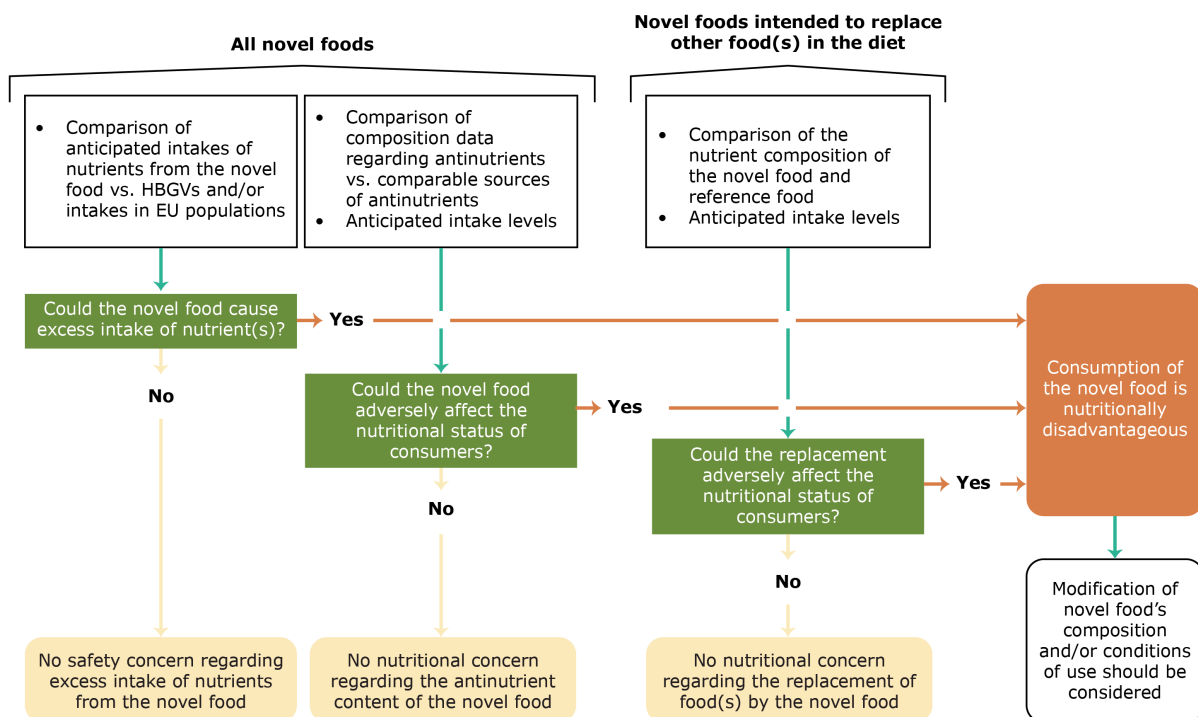 All novel foods
Novel foods intended to replace
other food(s) in the diet
• Comparison of
anticipated intakes of
nutrients from the novel
food vs. HBGVs and/or
intakes in EU populations
• Comparison of
composition data
regarding antinutrients
vs. comparable sources
of antinutrients
• Anticipated intake levels
• Comparison of the
nutrient composition of
the novel food and
reference food
• Anticipated intake levels
Could the novel food cause
excess intake of nutrient(s)?
Yes
No
Could the novel food
adversely affect the
nutritional status of
consumers?
Yes
No
Could the replacement
adversely affect the
nutritional status of
consumers?
Yes
No
Consumption of
the novel food is
nutritionally
disadvantageous
No safety concern regarding
excess intake of nutrients
from the novel food
No nutritional concern
regarding the antinutrient
content of the novel food
No nutritional concern
regarding the replacement of
food(s) by the novel food
Modification of
novel food’s
composition
and/or conditions
of use should be
considered